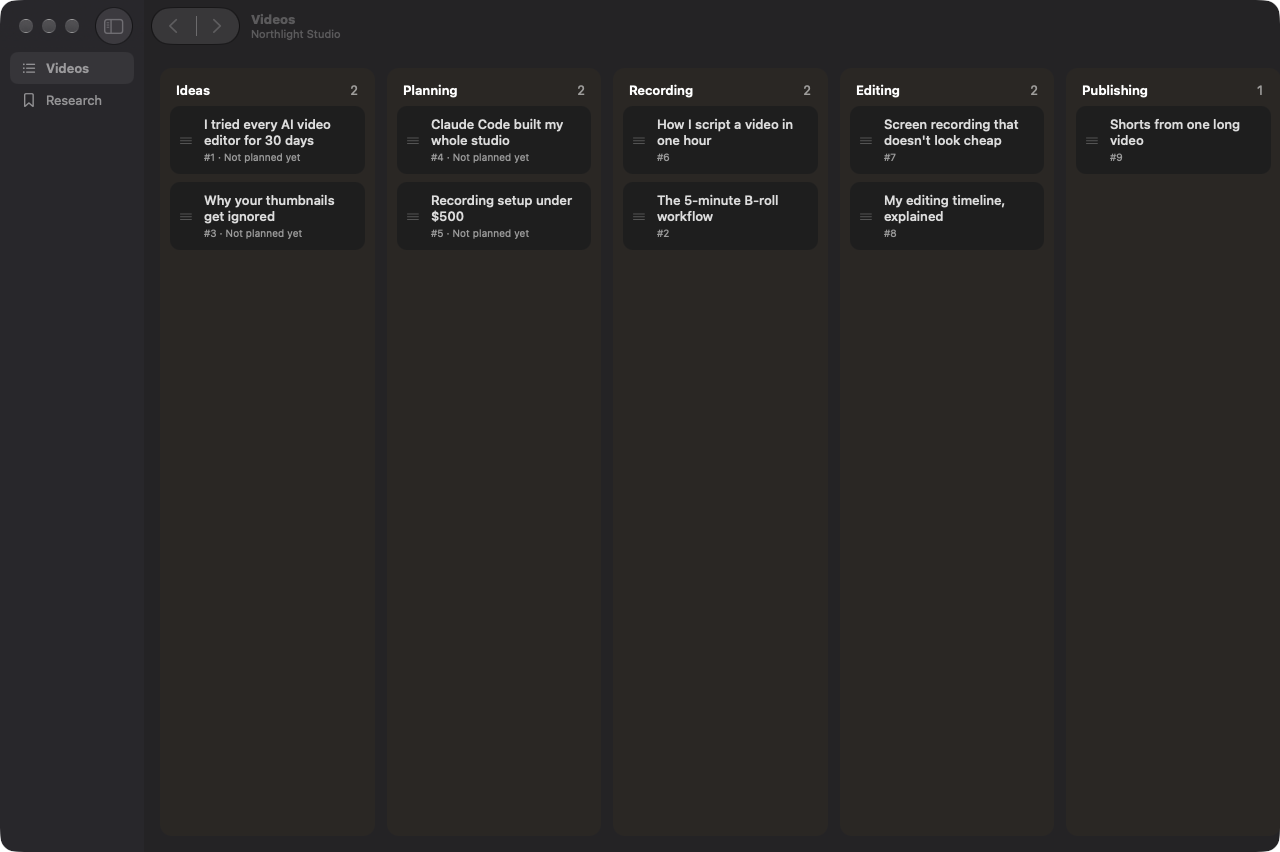 Videos
Northlight Studio
Videos
Research
Ideas 2
I tried every AI video
editor for 30 days
#1 · Not planned yet
Why your thumbnails
get ignored
#3 · Not planned yet
Planning 2
Claude Code built my
whole studio
#4 · Not planned yet
Recording setup under
$500
#5 · Not planned yet
Recording 2
How I script a video in
one hour
#6
The 5-minute B-roll
workflow
#2
Editing 2
Screen recording that
doesn't look cheap
#7
My editing timeline,
explained
#8
Publishing 1
Shorts from one long
video
#9